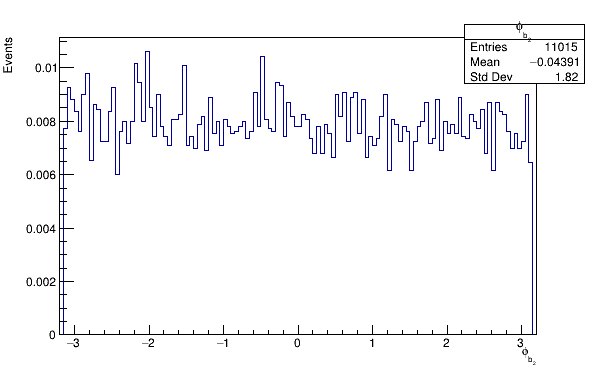 ϕb2
Entries 11015
Mean −0.04391
Std Dev 1.82
Events
0.01
0.008
0.006
0.004
0.002
0
−3 −2 −1 0 1 2 3
ϕb2